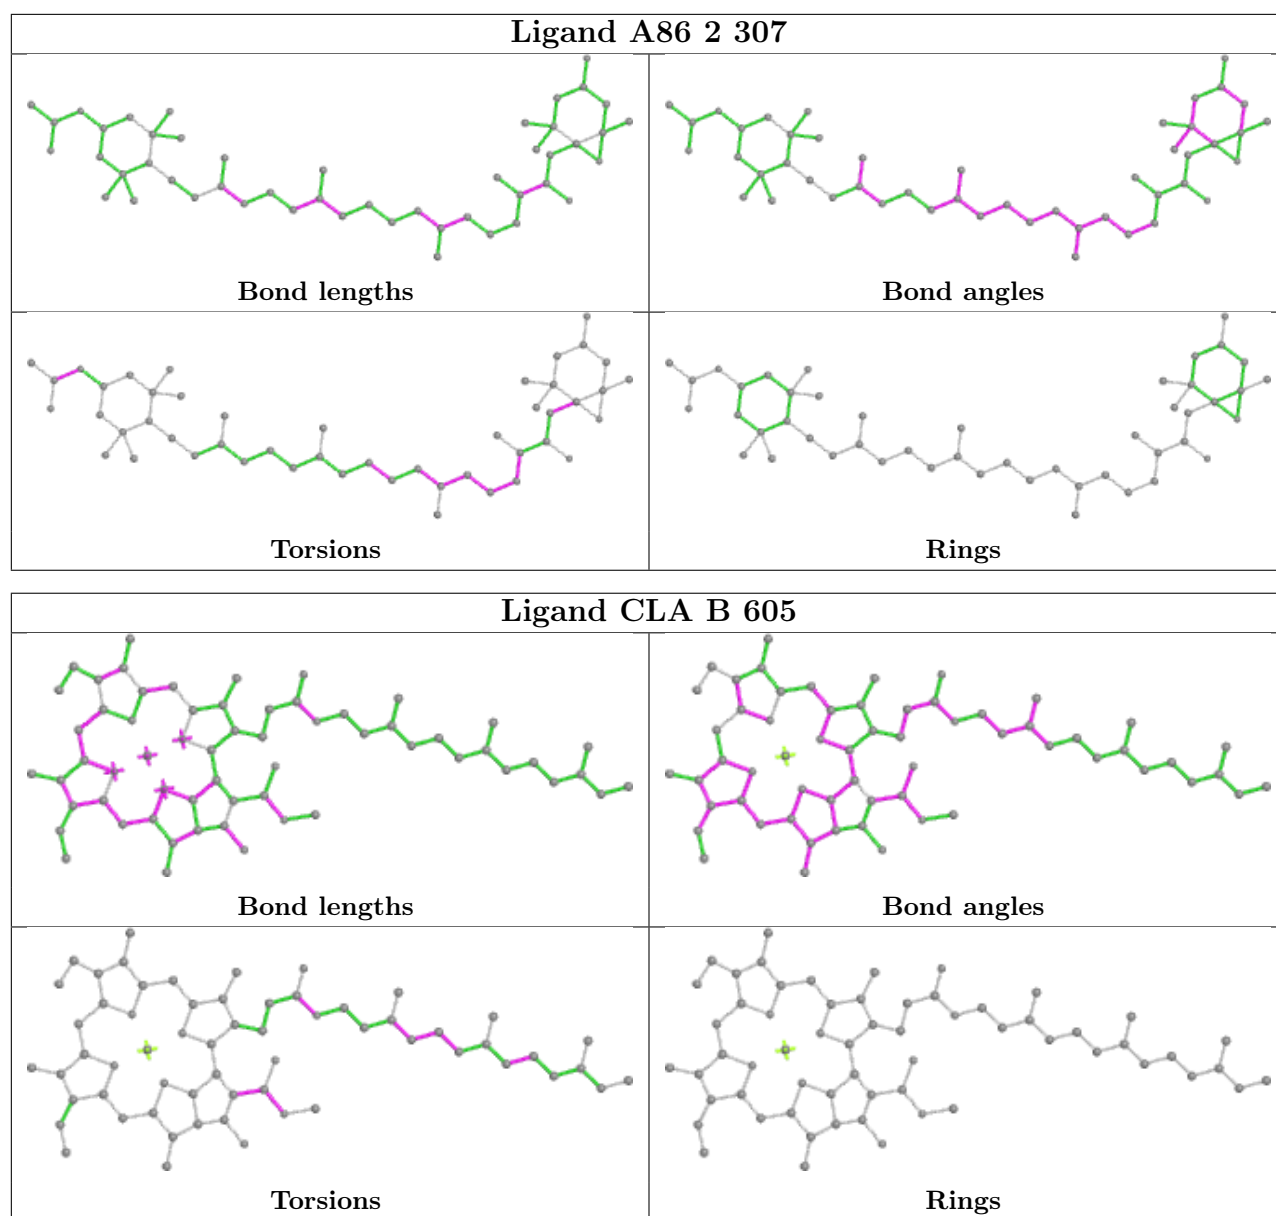 Ligand A86 2 307
Bond lengths
Bond angles
Torsions
Rings
Ligand CLA B 605
Bond lengths
Bond angles
Torsions
Rings